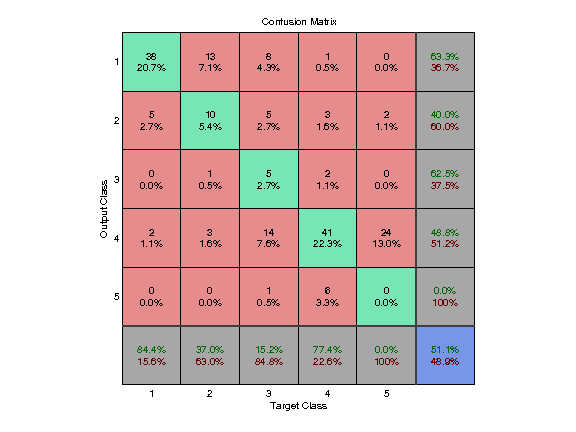 Confusion Matrix
1 38 13 8 1 0 63.3%
20.7% 7.1% 4.3% 0.5% 0.0% 36.7%
2 5 10 5 3 2 40.0%
2.7% 5.4% 2.7% 1.6% 1.1% 60.0%
3 0 1 5 2 0 62.5%
0.0% 0.5% 2.7% 1.1% 0.0% 37.5%
4 2 3 14 41 24 48.8%
1.1% 1.6% 7.6% 22.3% 13.0% 51.2%
5 0 0 1 6 0 0.0%
0.0% 0.0% 0.5% 3.3% 0.0% 100%
84.4% 37.0% 15.2% 77.4% 0.0% 51.1%
15.6% 63.0% 84.8% 22.6% 100% 48.9%
1 2 3 4 5
Target Class
Output Class